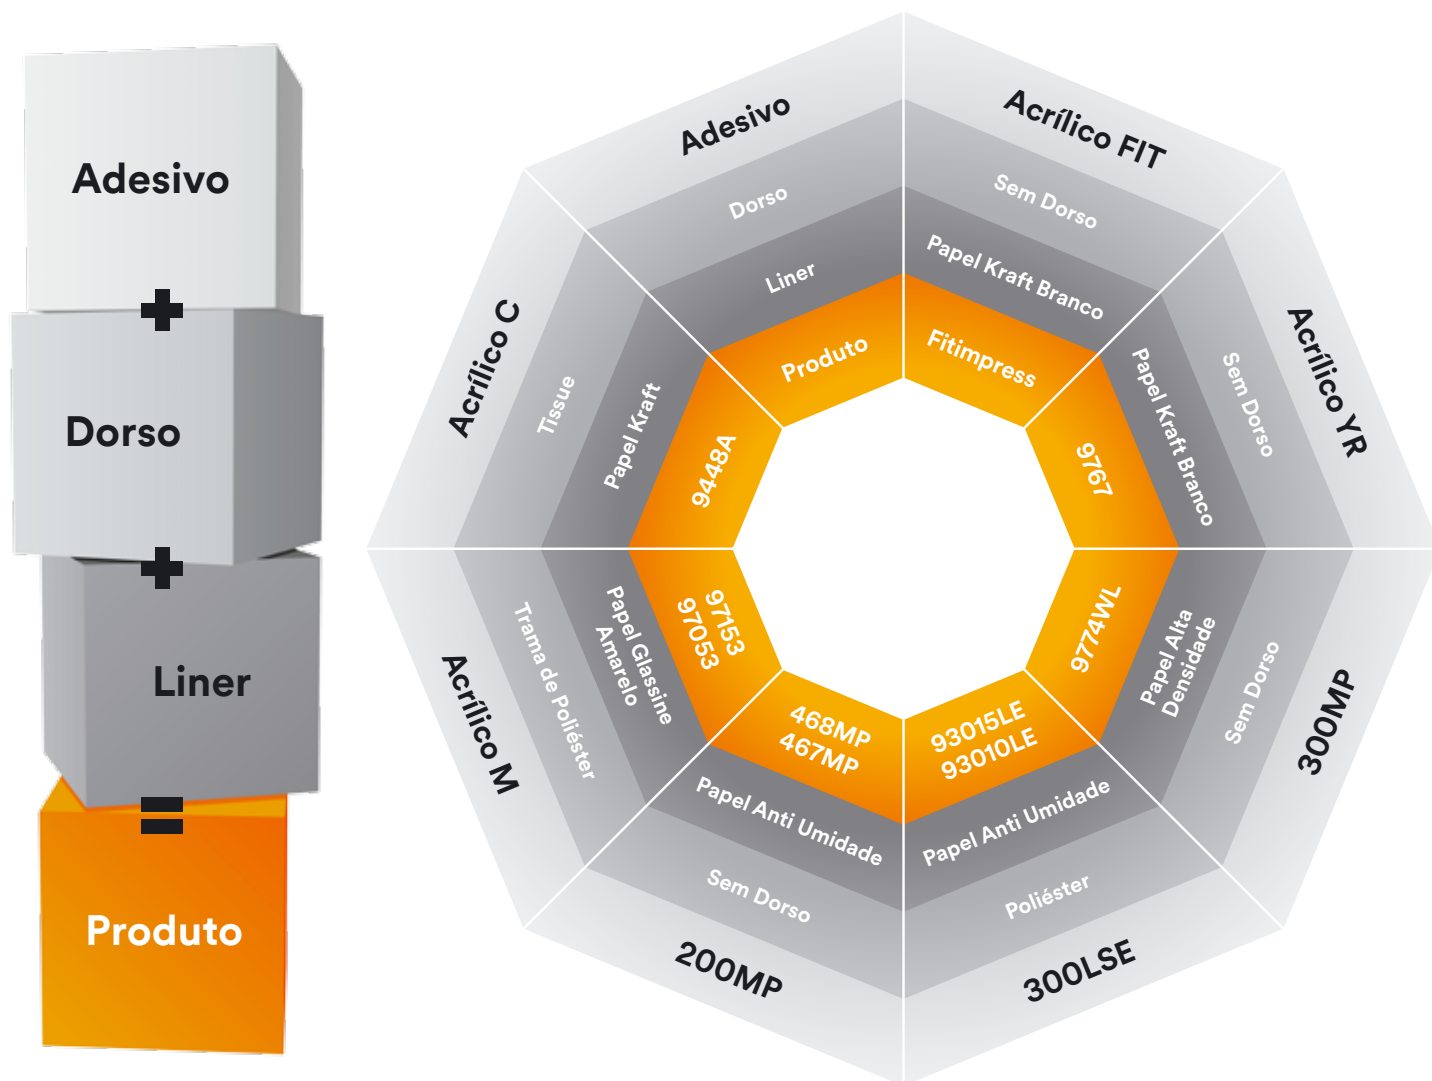 Adesivo
+
Dorso
+
Liner
=
Produto
Adesivo
Dorso
Liner
Produto
Acrílico FIT
Sem Dorso
Papel Kraft Branco
Fitimpress
Acrílico YR
Sem Dorso
Papel Kraft Branco
9767
300MP
Sem Dorso
Papel Alta
Densidade
9774WL
300LSE
Poliéster
Papel Anti Umidade
93015LE
93010LE
200MP
Sem Dorso
Papel Anti Umidade
468MP
467MP
Acrílico M
Trama de Poliéster
Papel Glassine
Amarelo
97153
97053
Acrílico C
Tissue
Papel Kraft
9448A